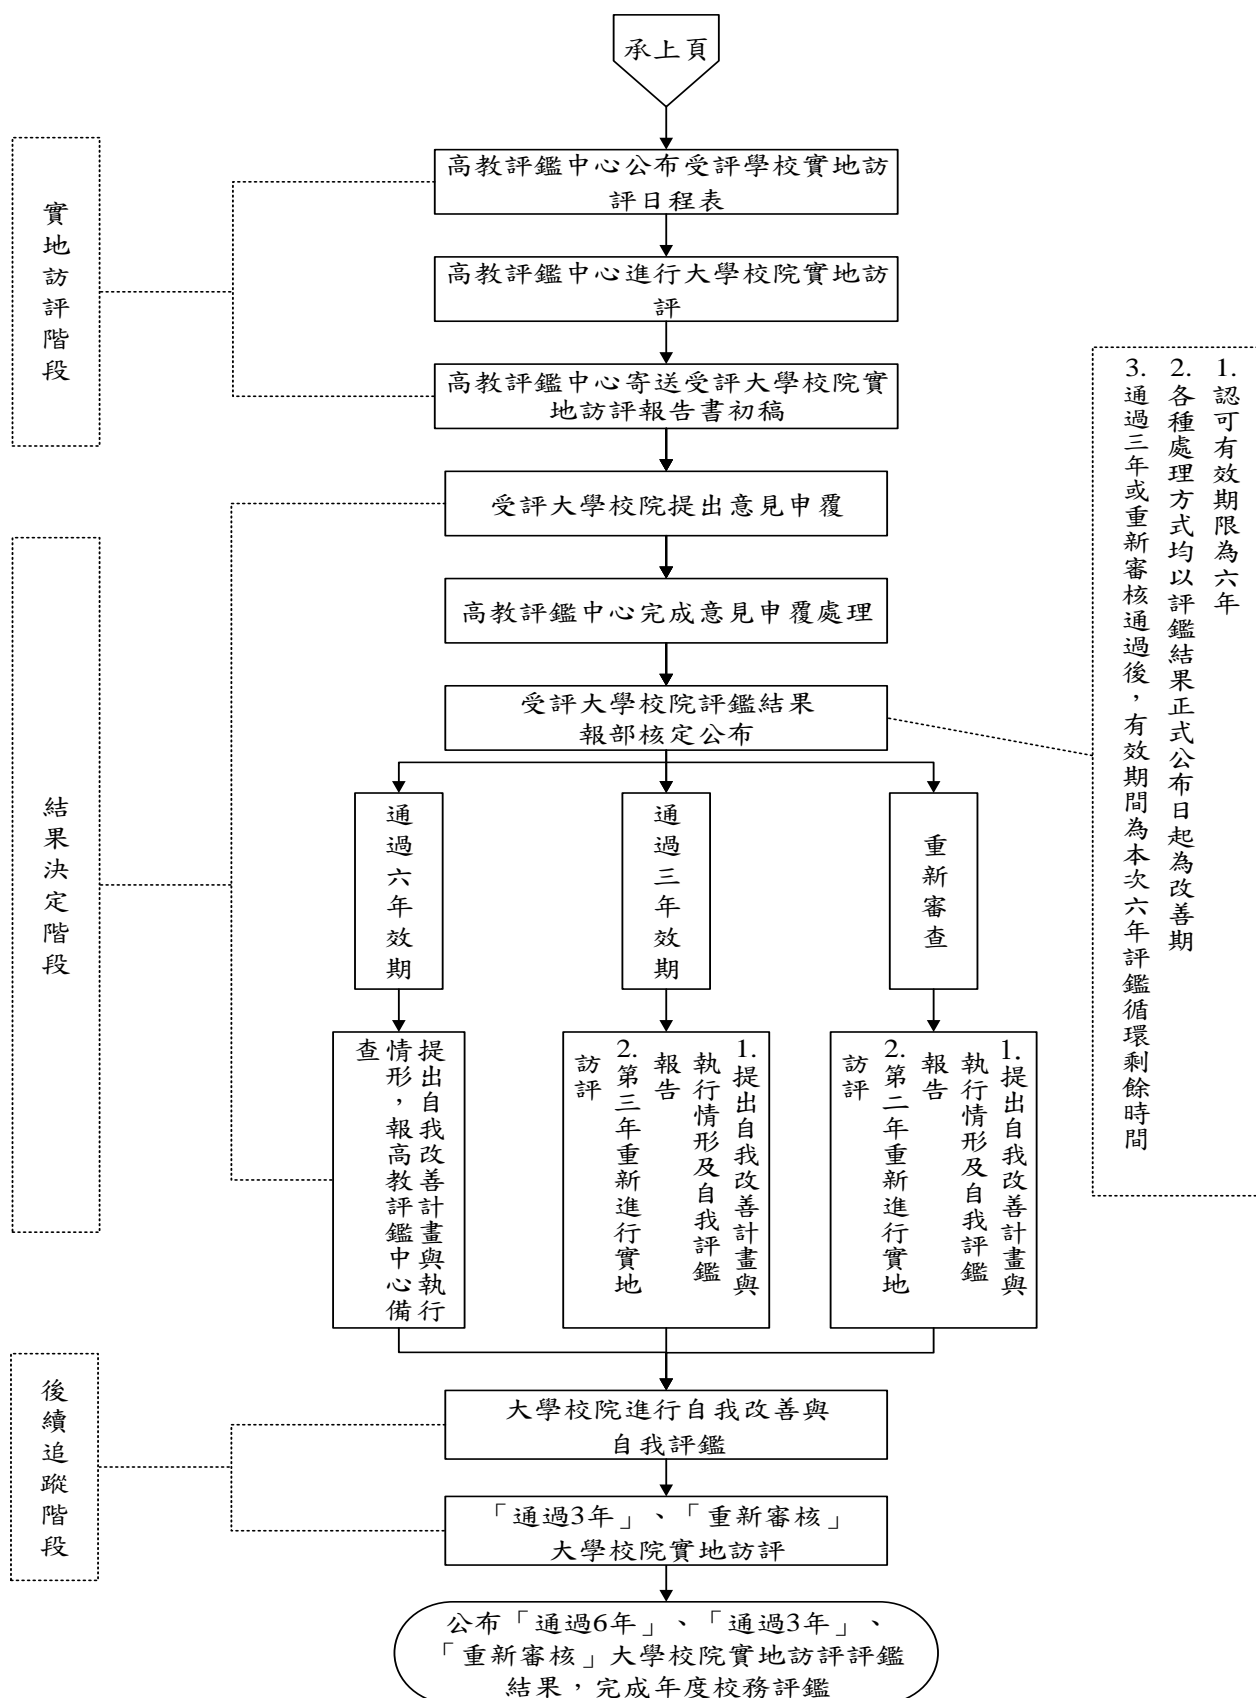 承上頁
高教評鑑中心公布受評學校實地訪
評日程表
實地訪評階段
高教評鑑中心進行大學校院實地訪
評
高教評鑑中心寄送受評大學校院實
地訪評報告書初稿
1.認可有效期限為六年
2.各種處理方式均以評鑑結果正式公布日起為改善期
3.通過三年或重新審核通過後，有效期間為本次六年評鑑循環剩餘時間
受評大學校院提出意見申覆
高教評鑑中心完成意見申覆處理
受評大學校院評鑑結果
報部核定公布
結果決定階段
通過六年效期
通過三年效期
重新審查
提出自我改善計畫與執行
情形，報高教評鑑中心備
查
1.提出自我改善計畫與
執行情形及自我評鑑
報告
2.第三年重新進行實地
訪評
1.提出自我改善計畫與
執行情形及自我評鑑
報告
2.第二年重新進行實地
訪評
後續追蹤階段
大學校院進行自我改善與
自我評鑑
「通過3年」、「重新審核」
大學校院實地訪評
公布「通過6年」、「通過3年」、
「重新審核」大學校院實地訪評評鑑
結果，完成年度校務評鑑